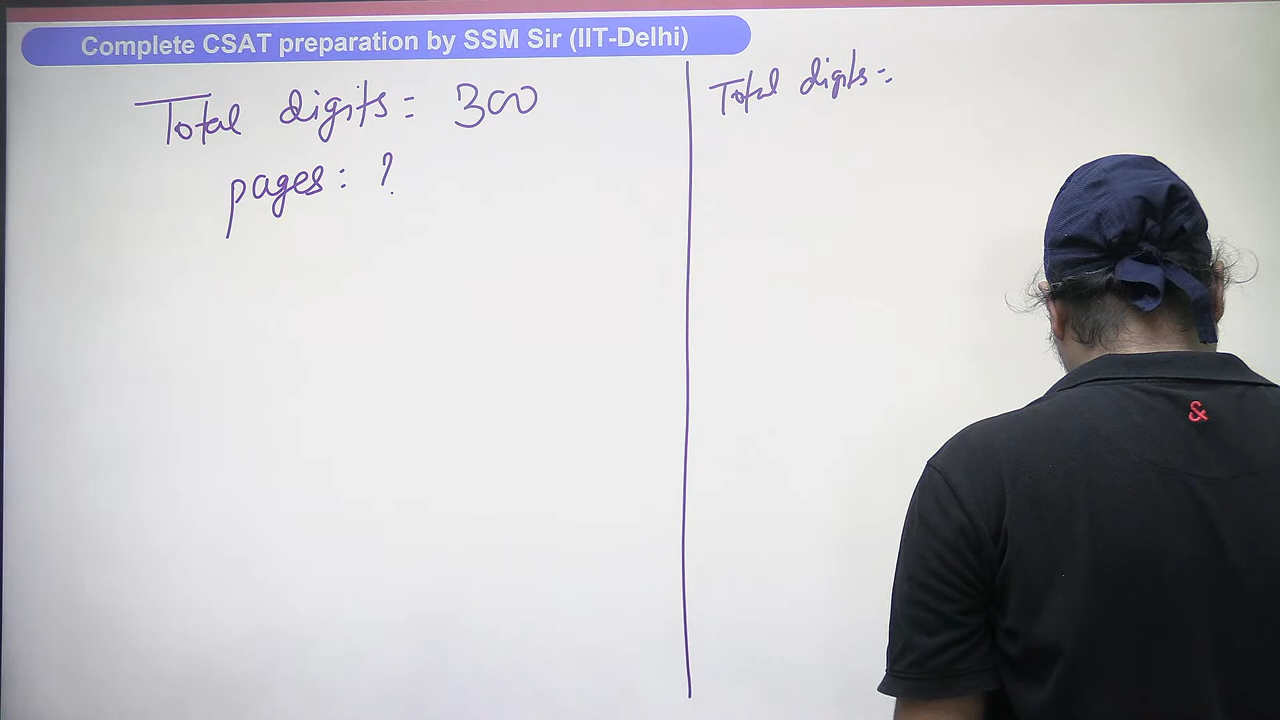 Complete CSAT preparation by SSM Sir (IIT-Delhi)
Total digits = 300
pages : ?
Total digits =
&